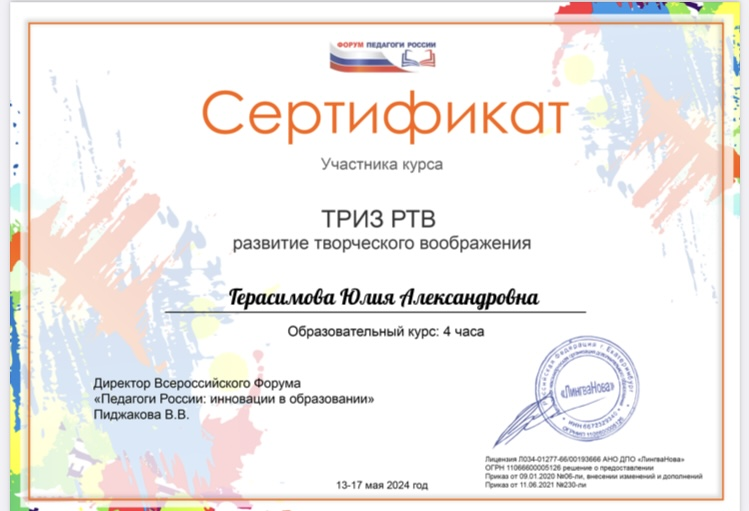 ФОРУМ ПЕДАГОГИ РОССИИ
Сертификат
Участника курса
ТРИЗ РТВ
развитие творческого воображения
Герасимова Юлия Александровна
Образовательный курс: 4 часа
Директор Всероссийского Форума
«Педагоги России: инновации в образовании»
Пиджакова В.В.
«ЛингваНова»
Лицензия Л034-01277-66/00193666 АНО ДПО «ЛингваНова»
ОГРН 11066600005126 решение о предоставлении
Приказ от 09.01.2020 №06-ли, внесении изменений и дополнений
Приказ от 11.06.2021 №230-ли
13-17 мая 2024 год